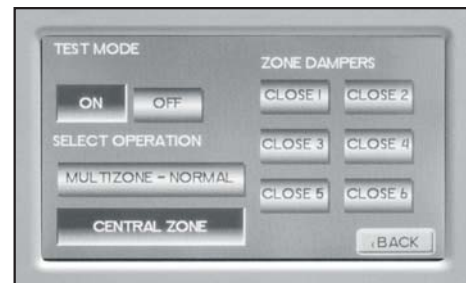 TEST MODE
ON OFF
SELECT OPERATION
MULTIZONE - NORMAL
CENTRAL ZONE
ZONE DAMPERS
CLOSE 1 CLOSE 2
CLOSE 3 CLOSE 4
CLOSE 5 CLOSE 6
BACK